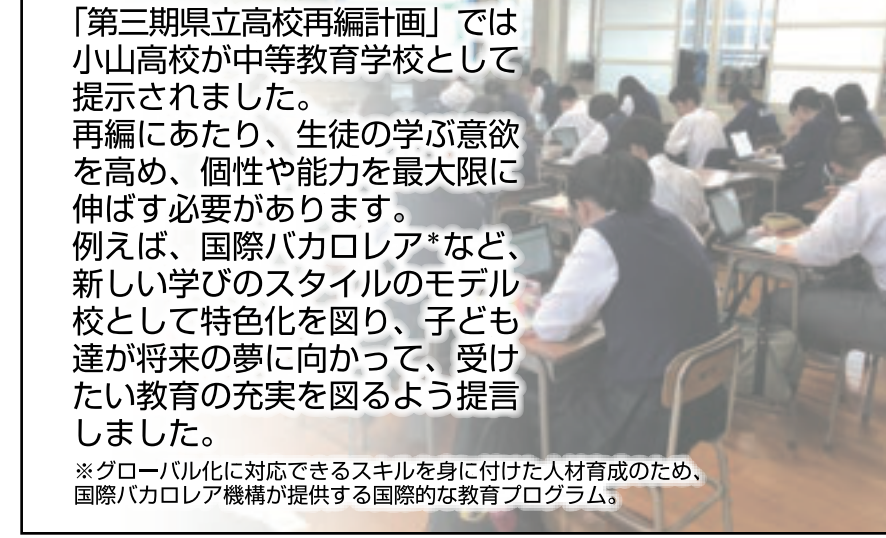 「第三期県立高校再編計画」では
小山高校が中等教育学校として
提示されました。
再編にあたり、生徒の学ぶ意欲
を高め、個性や能力を最大限に
伸ばす必要があります。
例えば、国際バカロレア*など、
新しい学びのスタイルのモデル
校として特色化を図り、子ども
達が将来の夢に向かって、受け
たい教育の充実を図るよう提言
しました。
※グローバル化に対応できるスキルを身に付けた人材育成のため、
国際バカロレア機構が提供する国際的な教育プログラム。